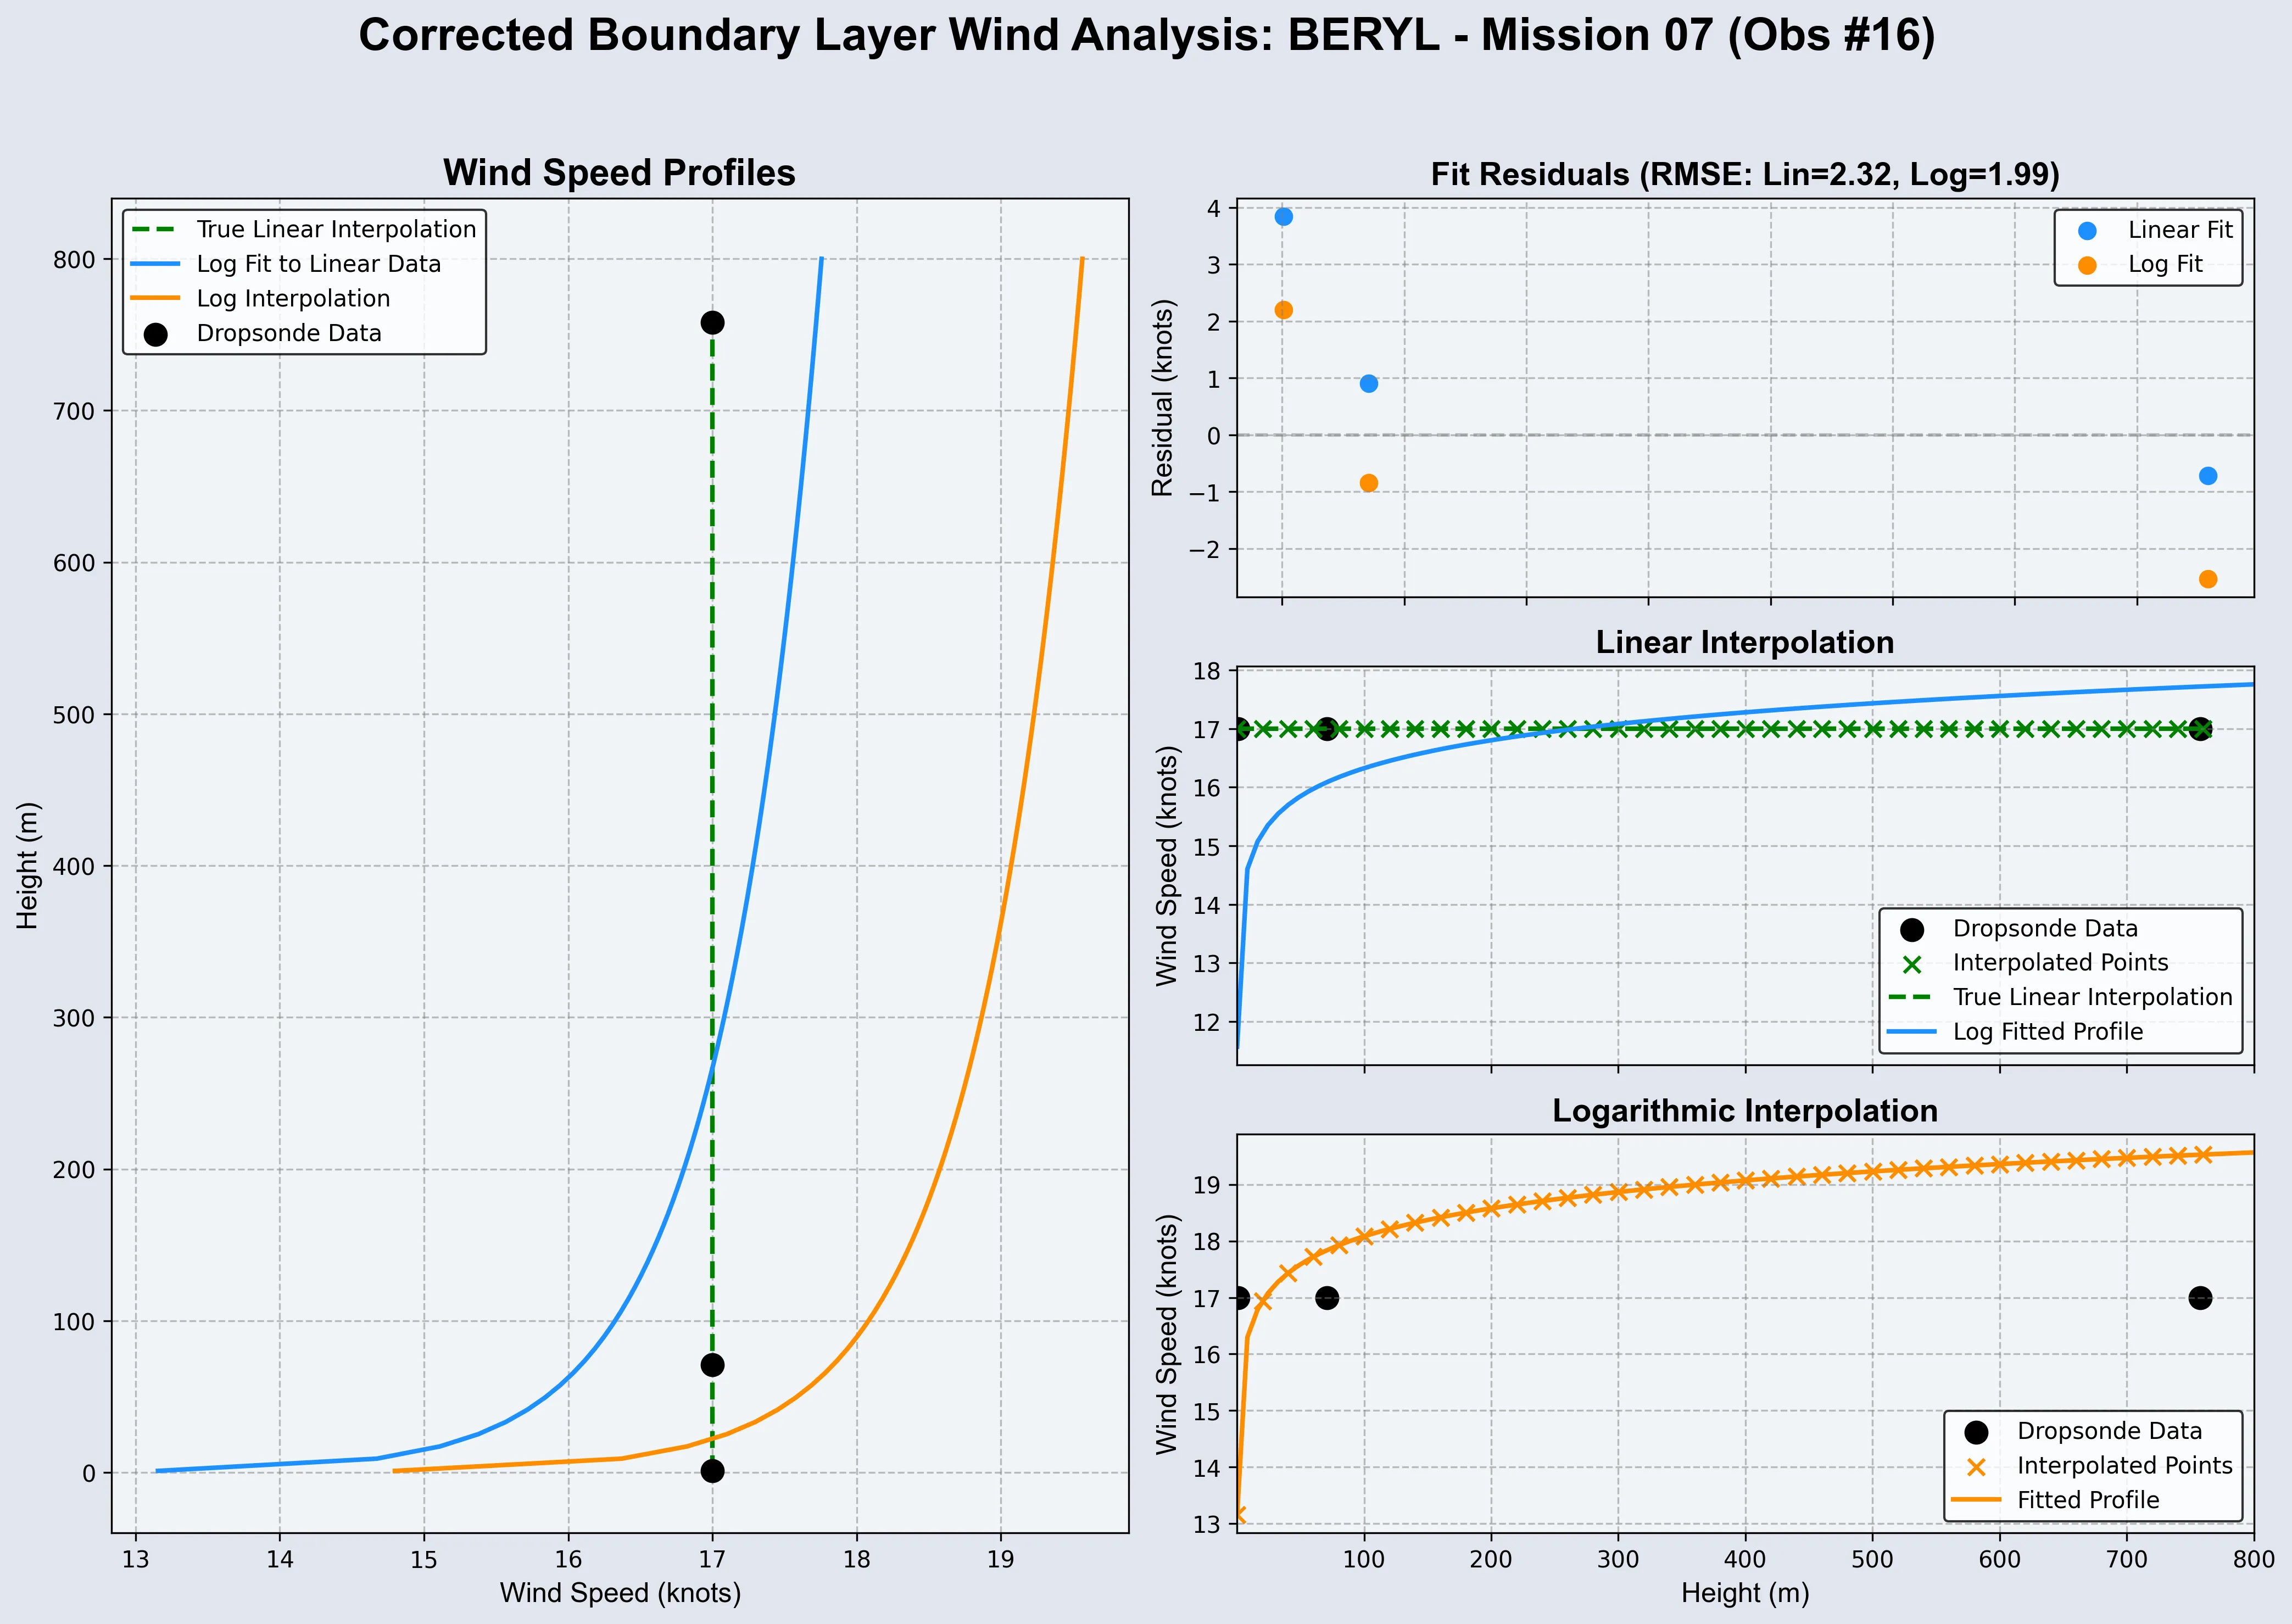 Corrected Boundary Layer Wind Analysis: BERYL - Mission 07 (Obs #16)
Wind Speed Profiles
True Linear Interpolation
Log Fit to Linear Data
Log Interpolation
Dropsonde Data
800
700
600
500
400
300
200
100
0
Height (m)
13 14 15 16 17 18 19
Wind Speed (knots)
Fit Residuals (RMSE: Lin=2.32, Log=1.99)
Linear Fit
Log Fit
4
3
2
1
0
−1
−2
Residual (knots)
Linear Interpolation
18
17
16
15
14
13
12
Wind Speed (knots)
Dropsonde Data
Interpolated Points
True Linear Interpolation
Log Fitted Profile
Logarithmic Interpolation
19
18
17
16
15
14
13
Wind Speed (knots)
Dropsonde Data
Interpolated Points
Fitted Profile
100 200 300 400 500 600 700 800
Height (m)